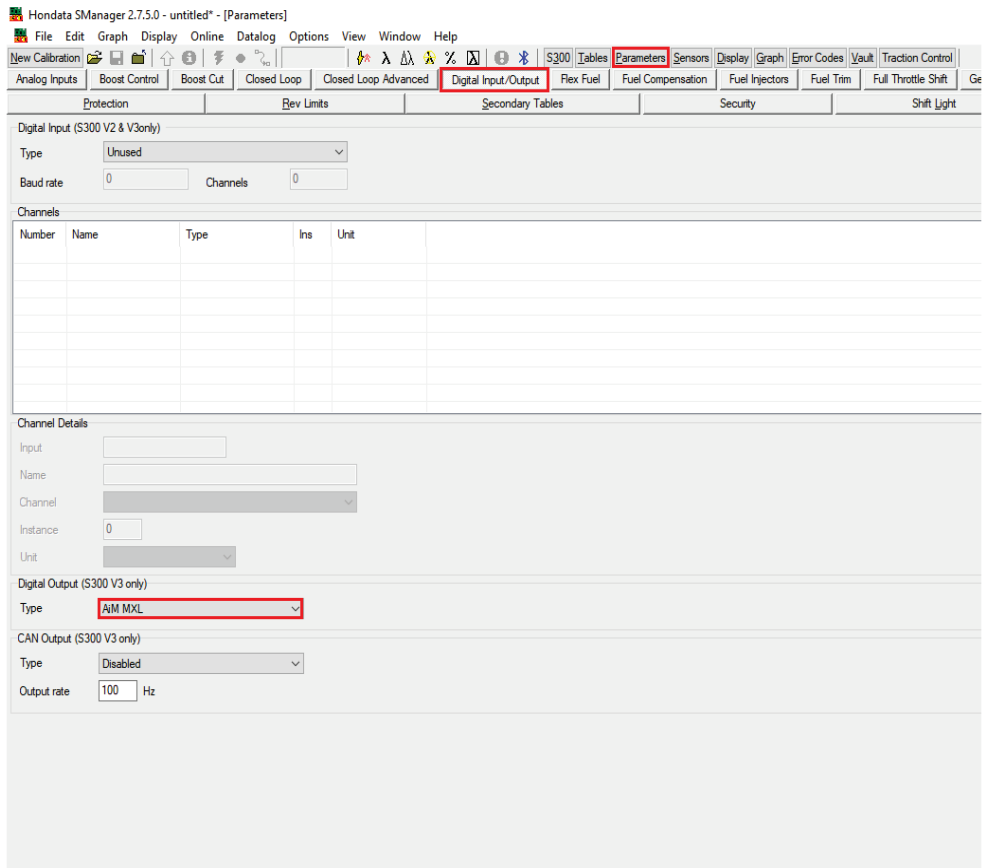 Hondata SManager 2.7.5.0 - untitled* - [Parameters]
File Edit Graph Display Online Datalog Options View Window Help
New Calibration λ % S300 Tables Parameters Sensors Display Graph Error Codes Vault Traction Control
Analog Inputs Boost Control Boost Cut Closed Loop Closed Loop Advanced Digital Input/Output Flex Fuel Fuel Compensation Fuel Injectors Fuel Trim Full Throttle Shift Ge
Protection Rev Limits Secondary Tables Security Shift Light
Digital Input (S300 V2 & V3only)
Type Unused
Baud rate 0 Channels 0
Channels
Number Name Type Ins Unit
Channel Details
Input
Name
Channel
Instance 0
Unit
Digital Output (S300 V3 only)
Type AiM MXL
CAN Output (S300 V3 only)
Type Disabled
Output rate 100 Hz